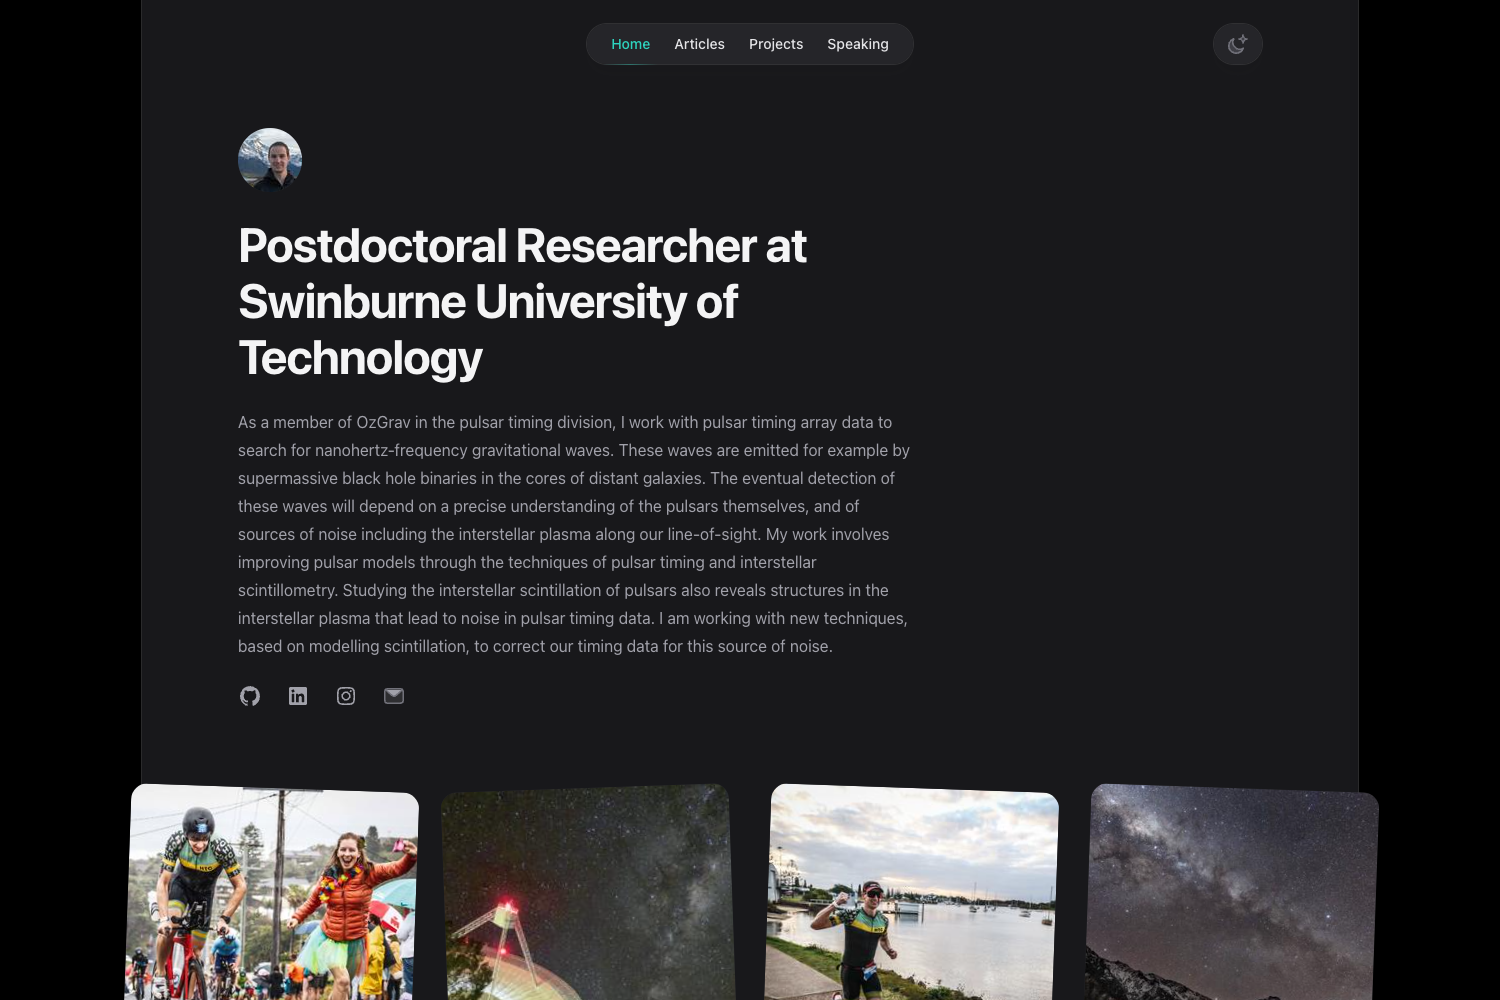 Home Articles Projects Speaking
Postdoctoral Researcher at
Swinburne University of
Technology
As a member of OzGrav in the pulsar timing division, I work with pulsar timing array data to
search for nanohertz-frequency gravitational waves. These waves are emitted for example by
supermassive black hole binaries in the cores of distant galaxies. The eventual detection of
these waves will depend on a precise understanding of the pulsars themselves, and of
sources of noise including the interstellar plasma along our line-of-sight. My work involves
improving pulsar models through the techniques of pulsar timing and interstellar
scintillometry. Studying the interstellar scintillation of pulsars also reveals structures in the
interstellar plasma that lead to noise in pulsar timing data. I am working with new techniques,
based on modelling scintillation, to correct our timing data for this source of noise.